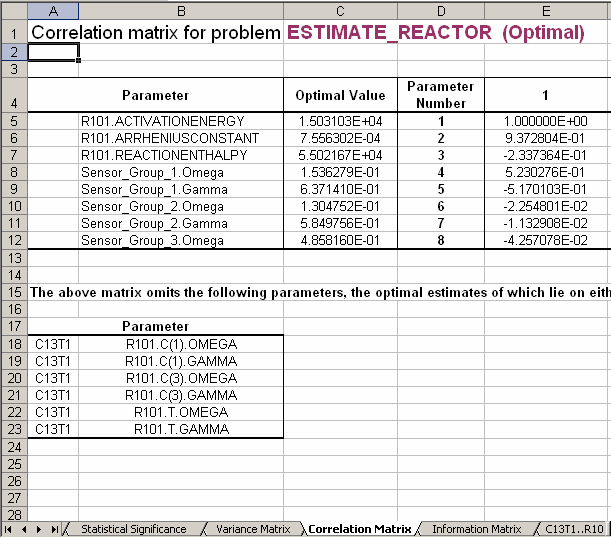 A B C D E
1 Correlation matrix for problem ESTIMATE_REACTOR (Optimal)
2
3
4 Parameter Optimal Value Parameter Number 1
5 R101.ACTIVATIONENERGY 1.503103E+04 1 1.000000E+00
6 R101.ARRHENIUSCONSTANT 7.556302E-04 2 9.372804E-01
7 R101.REACTIONENTHALPY 5.502167E+04 3 -2.337364E-01
8 Sensor_Group_1.Omega 1.536279E-01 4 5.230276E-01
9 Sensor_Group_1.Gamma 6.371410E-01 5 -5.170103E-01
10 Sensor_Group_2.Omega 1.304752E-01 6 -2.254801E-02
11 Sensor_Group_2.Gamma 5.849756E-01 7 -1.132908E-02
12 Sensor_Group_3.Omega 4.858160E-01 8 -4.257078E-02
13
14
15 The above matrix omits the following parameters, the optimal estimates of which lie on eith
16
17 Parameter
18 C13T1 R101.C(1).OMEGA
19 C13T1 R101.C(1).GAMMA
20 C13T1 R101.C(3).OMEGA
21 C13T1 R101.C(3).GAMMA
22 C13T1 R101.T.OMEGA
23 C13T1 R101.T.GAMMA
24
25
26
27
28
Statistical Significance Variance Matrix Correlation Matrix Information Matrix C13T1..R10